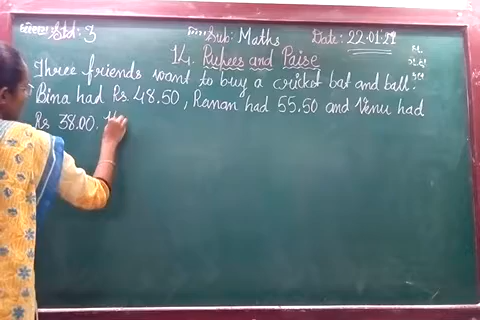 Std: 3 Sub: Maths Date: 22.01.21
14. Rupees and Paise
Three friends want to buy a cricket bat and ball.
Bina had Rs. 48.50, Raman had 55.50 and Venu had
Rs 38.00. H